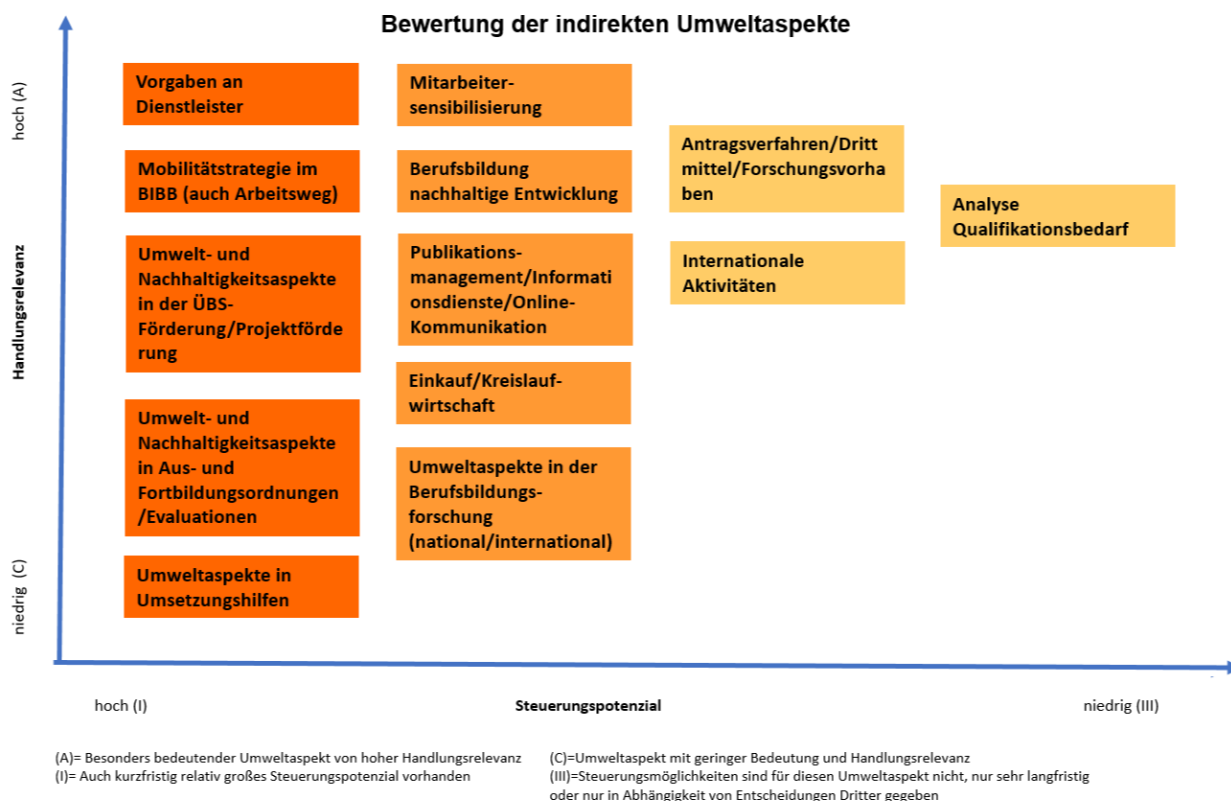 Bewertung der indirekten Umweltaspekte
hoch (A)
Handlungsrelevanz
niedrig (C)
Vorgaben an
Dienstleister
Mobilitätstrategie im
BIBB (auch Arbeitsweg)
Umwelt- und
Nachhaltigkeitsaspekte
in der ÜBS-
Förderung/Projektförde
rung
Umwelt- und
Nachhaltigkeitsaspekte
in Aus- und
Fortbildungsordnungen
/Evaluationen
Umweltaspekte in
Umsetzungshilfen
Mitarbeiter-
sensibilisierung
Berufsbildung
nachhaltige Entwicklung
Publikations-
management/Informati
onsdienste/Online-
Kommunikation
Einkauf/Kreislauf-
wirtschaft
Umweltaspekte in der
Berufsbildungs-
forschung
(national/international)
Antragsverfahren/Dritt
mittel/Forschungsvorha
ben
Internationale
Aktivitäten
Analyse
Qualifikationsbedarf
hoch (I)
Steuerungspotenzial
niedrig (III)
(A)= Besonders bedeutender Umweltaspekt von hoher Handlungsrelevanz
(I)= Auch kurzfristig relativ großes Steuerungspotenzial vorhanden
(C)=Umweltaspekt mit geringer Bedeutung und Handlungsrelevanz
(III)=Steuerungsmöglichkeiten sind für diesen Umweltaspekt nicht, nur sehr langfristig
oder nur in Abhängigkeit von Entscheidungen Dritter gegeben